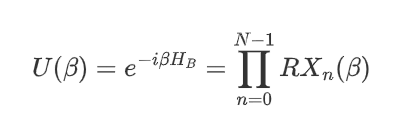 U(β) = e^{-iβH_B} = ∏_{n=0}^{N-1} RX_n(β)